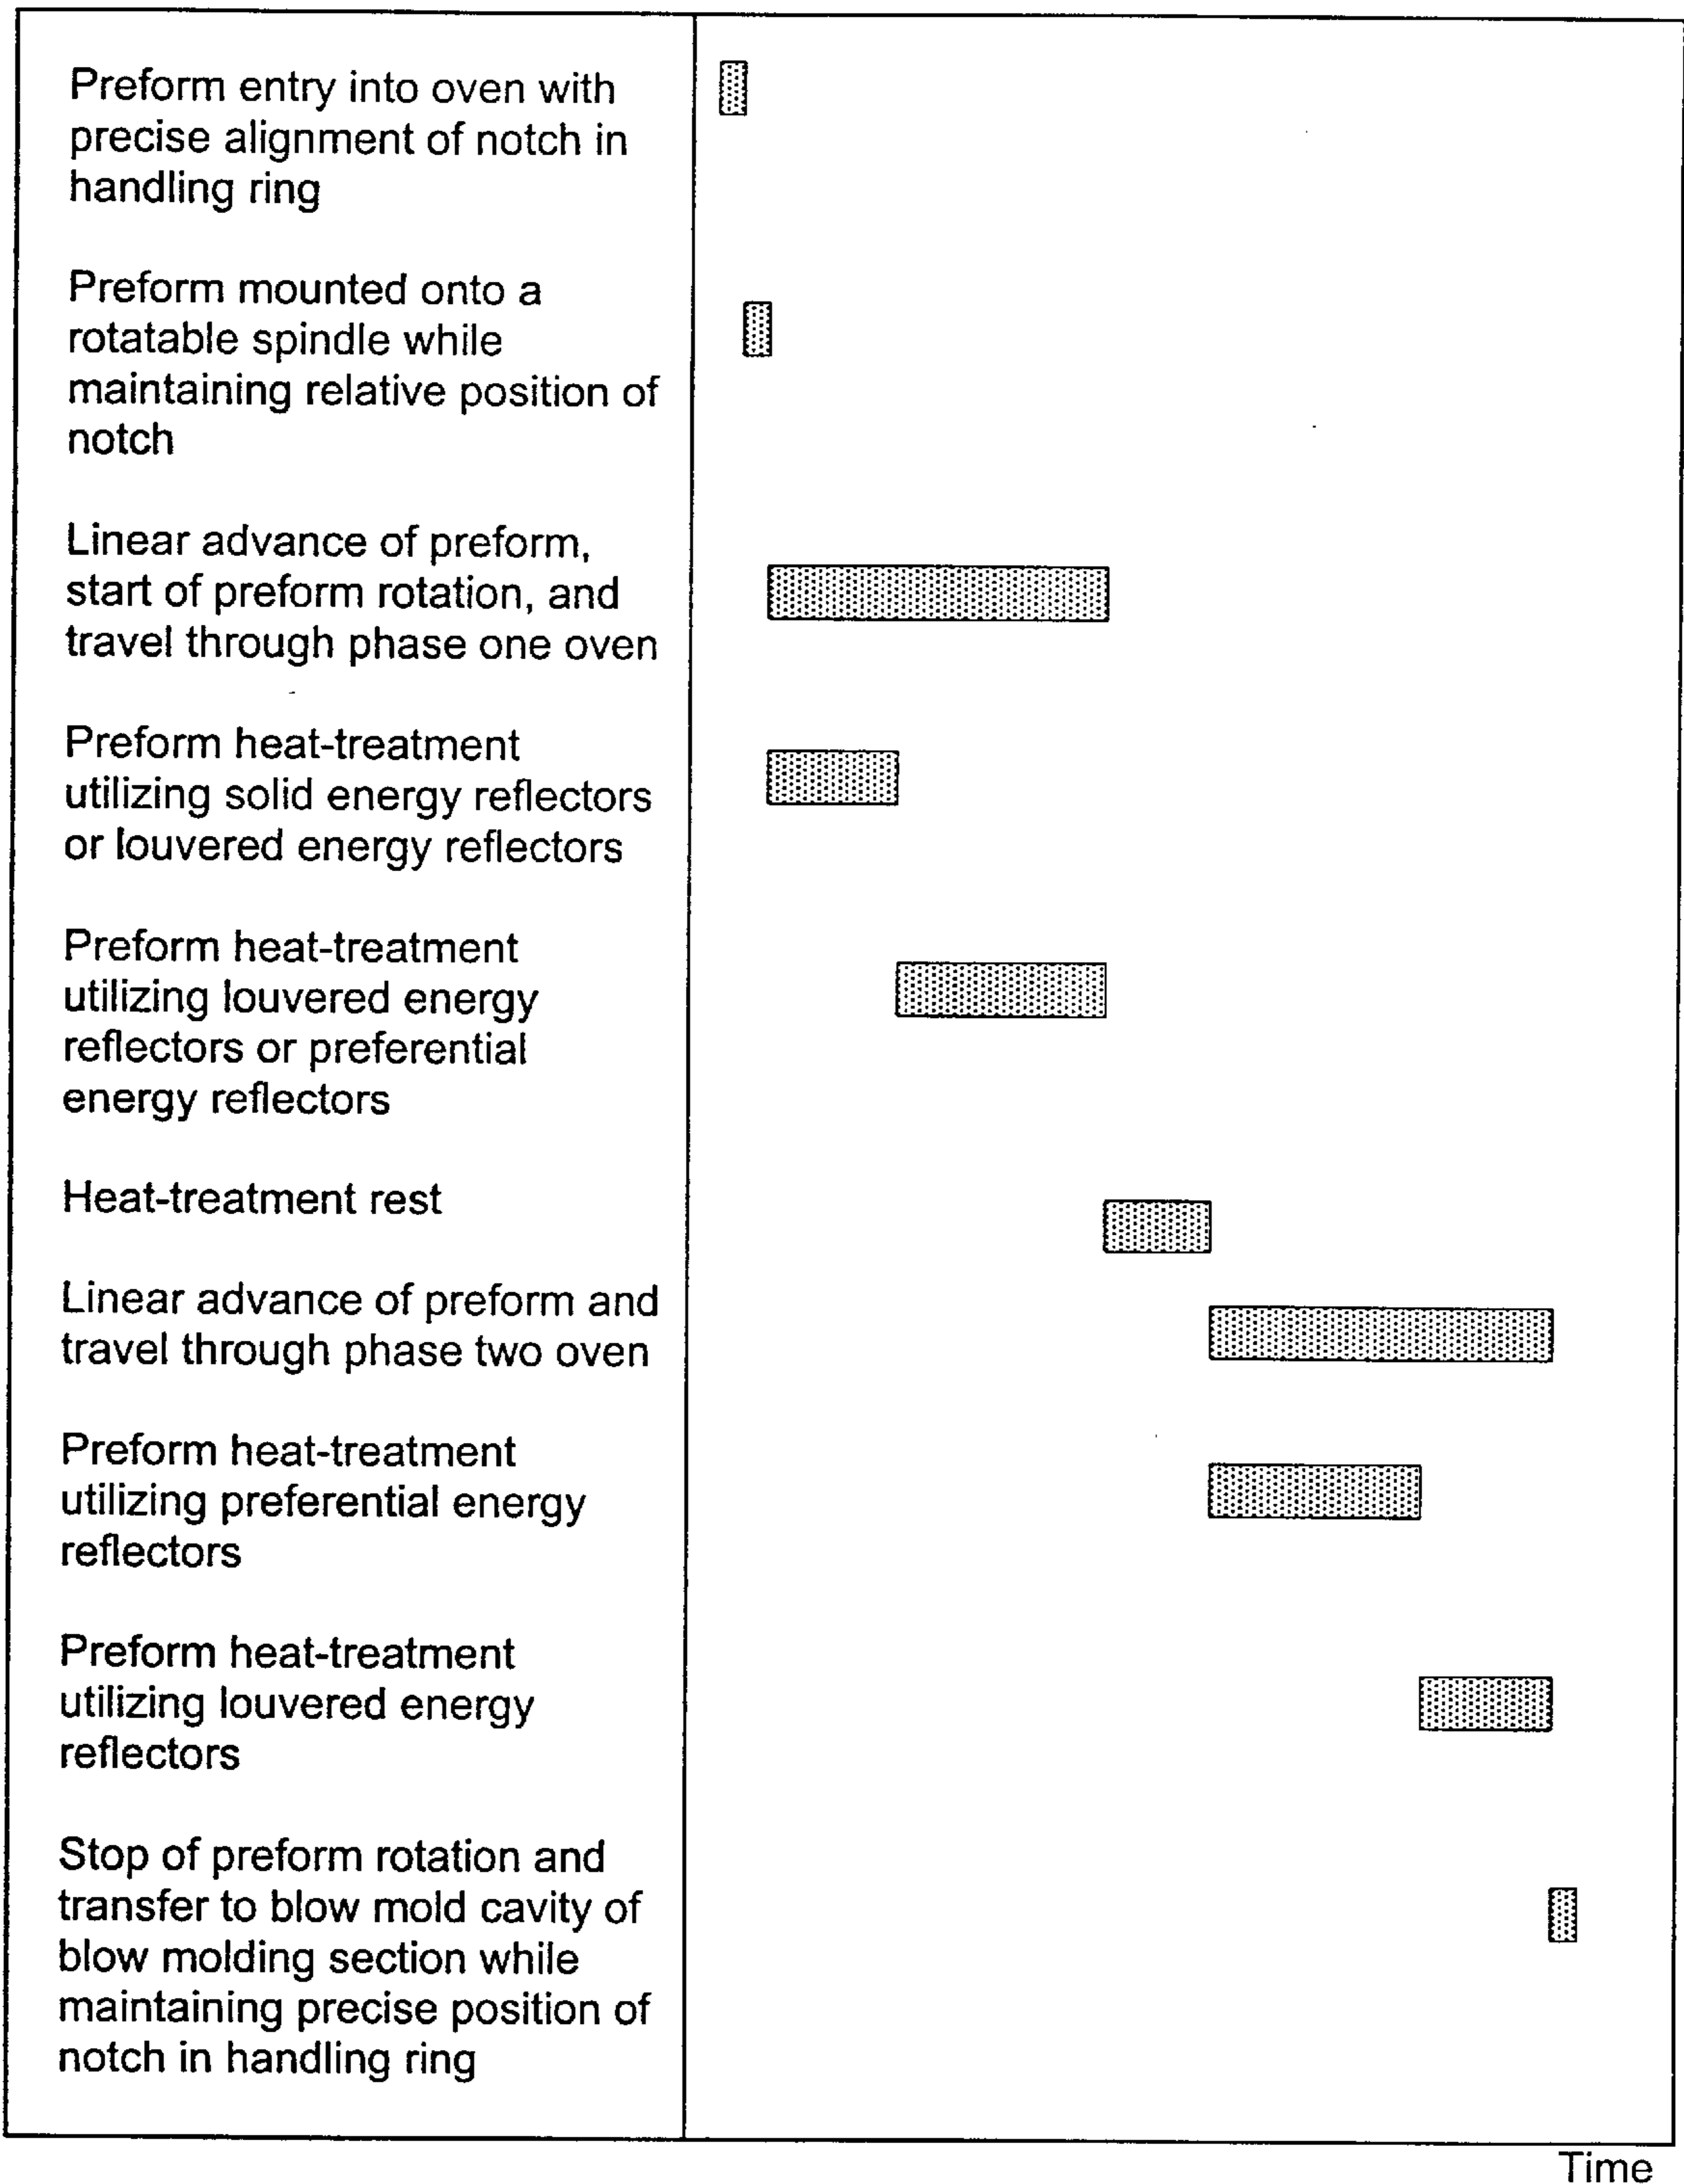 Preform entry into oven with
precise alignment of notch in
handling ring
Preform mounted onto a
rotatable spindle while
maintaining relative position of
notch
Linear advance of preform,
start of preform rotation, and
travel through phase one oven
Preform heat-treatment
utilizing solid energy reflectors
or louvered energy reflectors
Preform heat-treatment
utilizing louvered energy
reflectors or preferential
energy reflectors
Heat-treatment rest
Linear advance of preform and
travel through phase two oven
Preform heat-treatment
utilizing preferential energy
reflectors
Preform heat-treatment
utilizing louvered energy
reflectors
Stop of preform rotation and
transfer to blow mold cavity of
blow molding section while
maintaining precise position of
notch in handling ring
Time